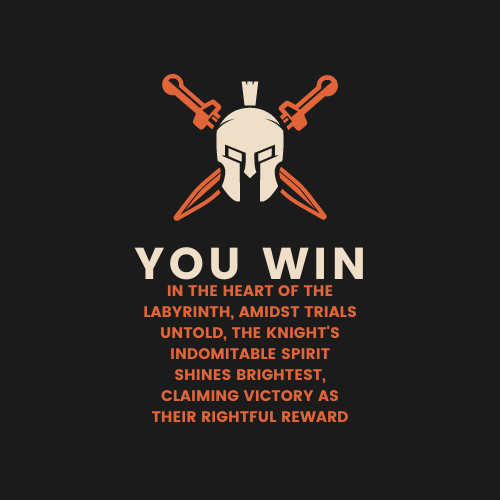 YOU WIN
IN THE HEART OF THE
LABYRINTH, AMIDST TRIALS
UNTOLD, THE KNIGHT'S
INDOMITABLE SPIRIT
SHINES BRIGHTEST,
CLAIMING VICTORY AS
THEIR RIGHTFUL REWARD